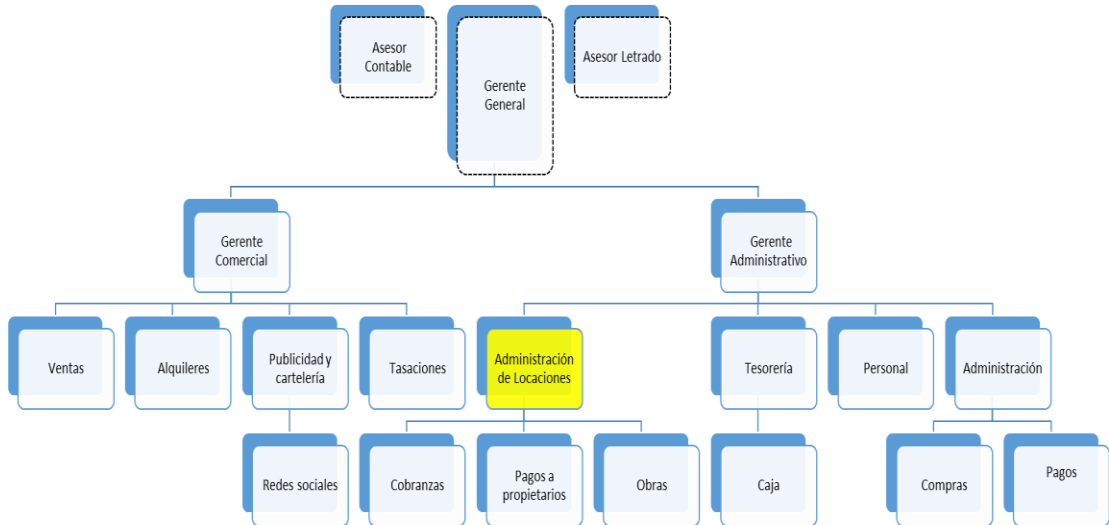 Asesor
Contable
Gerente
General
Asesor Letrado
Gerente
Comercial
Gerente
Administrativo
Ventas
Alquileres
Publicidad y
cartelería
Tasaciones
Administración
de Locaciones
Tesorería
Personal
Administración
Redes sociales
Cobranzas
Pagos a
propietarios
Obras
Caja
Compras
Pagos